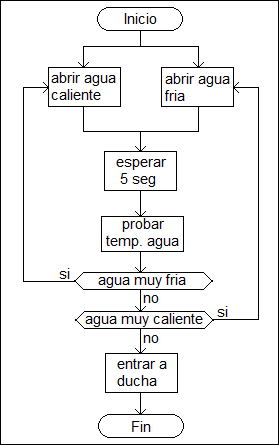 Inicio
abrir agua
caliente
abrir agua
fria
esperar
5 seg
probar
temp. agua
si
agua muy fria
no
si
agua muy caliente
no
entrar a
ducha
Fin